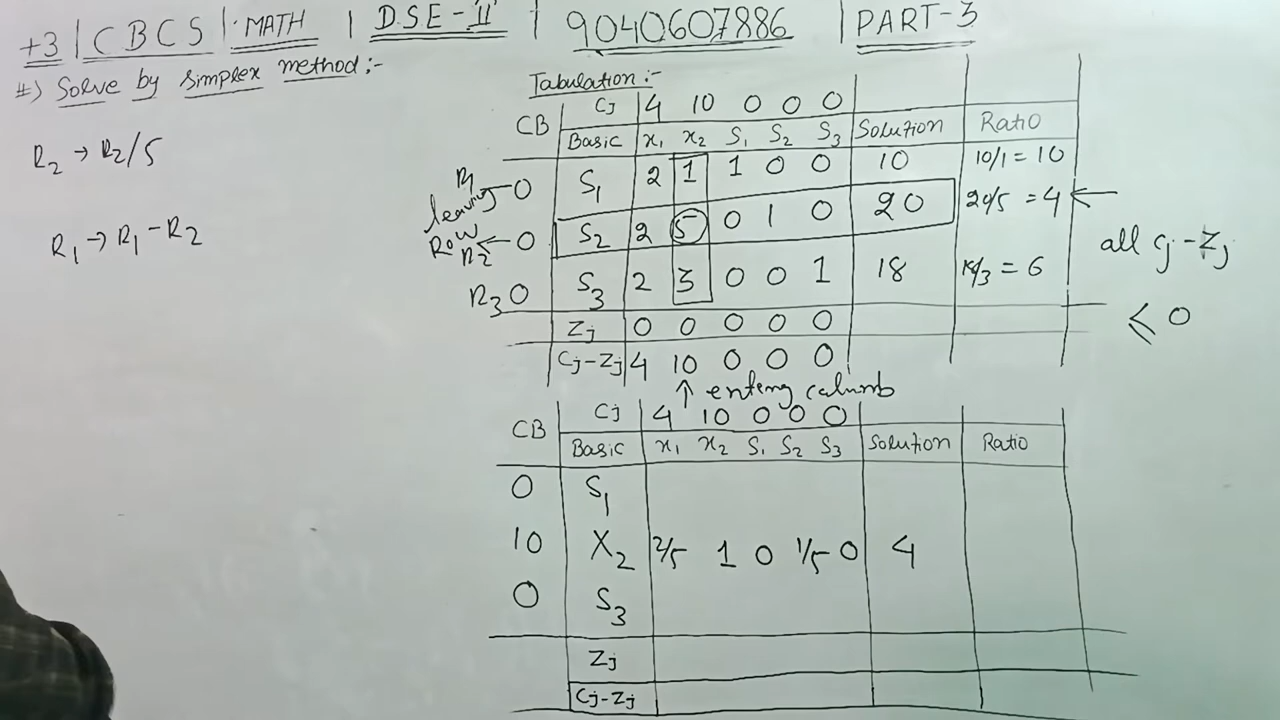 +3 | CBCS | MATH | DSE-II | 9040607886 | PART-3
#) Solve by simplex method:-
R2 → R2/5
R1 → R1 - R2
Tabulation:-
CB Cj 4 10 0 0 0
Basic x1 x2 S1 S2 S3 Solution Ratio
R1 0 S1 2 1 1 0 0 10 10/1 = 10
leaving Row R2 ← 0 S2 2 5 0 1 0 20 20/5 = 4 ←
R3 0 S3 2 3 0 0 1 18 18/3 = 6
Zj 0 0 0 0 0
Cj-Zj 4 10 0 0 0
↑ entering
all Cj-Zj
≤ 0
CB Cj 4 10 0 0 0
Basic x1 x2 S1 S2 S3 Solution Ratio
0 S1
10 X2 2/5 1 0 1/5 0 4
0 S3
Zj
Cj-Zj